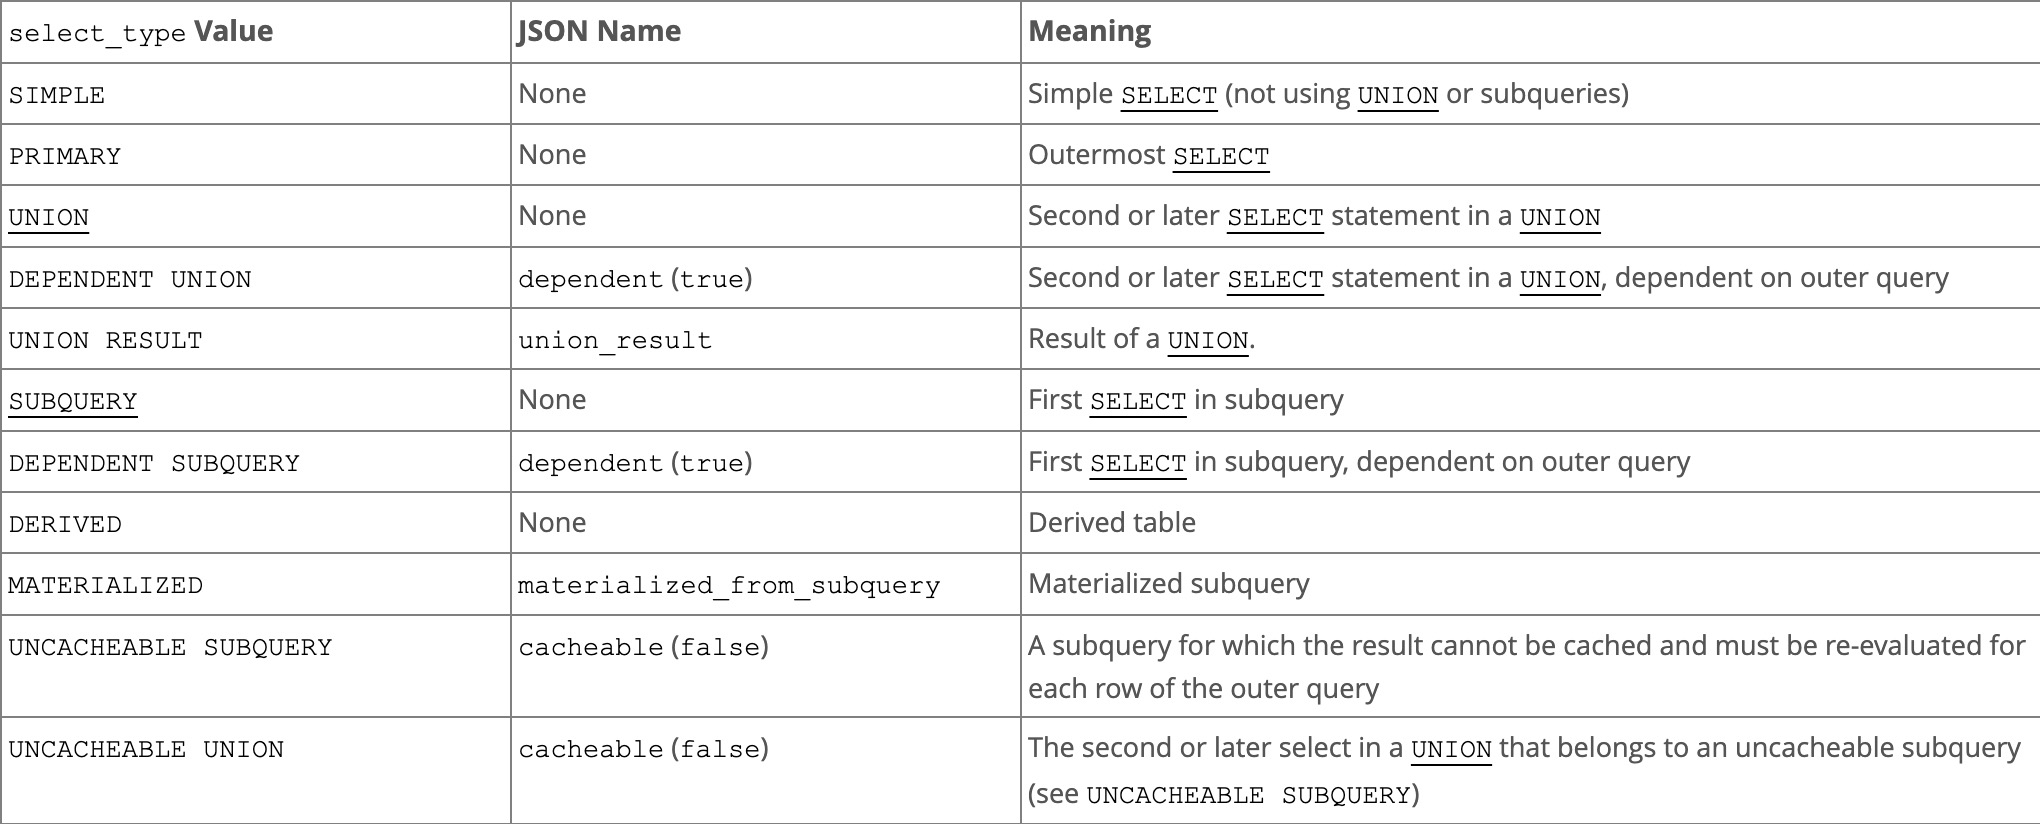 select_type Value JSON Name Meaning
SIMPLE None Simple SELECT (not using UNION or subqueries)
PRIMARY None Outermost SELECT
UNION None Second or later SELECT statement in a UNION
DEPENDENT UNION dependent (true) Second or later SELECT statement in a UNION, dependent on outer query
UNION RESULT union_result Result of a UNION.
SUBQUERY None First SELECT in subquery
DEPENDENT SUBQUERY dependent (true) First SELECT in subquery, dependent on outer query
DERIVED None Derived table
MATERIALIZED materialized_from_subquery Materialized subquery
UNCACHEABLE SUBQUERY cacheable (false) A subquery for which the result cannot be cached and must be re-evaluated for
each row of the outer query
UNCACHEABLE UNION cacheable (false) The second or later select in a UNION that belongs to an uncacheable subquery
(see UNCACHEABLE SUBQUERY)